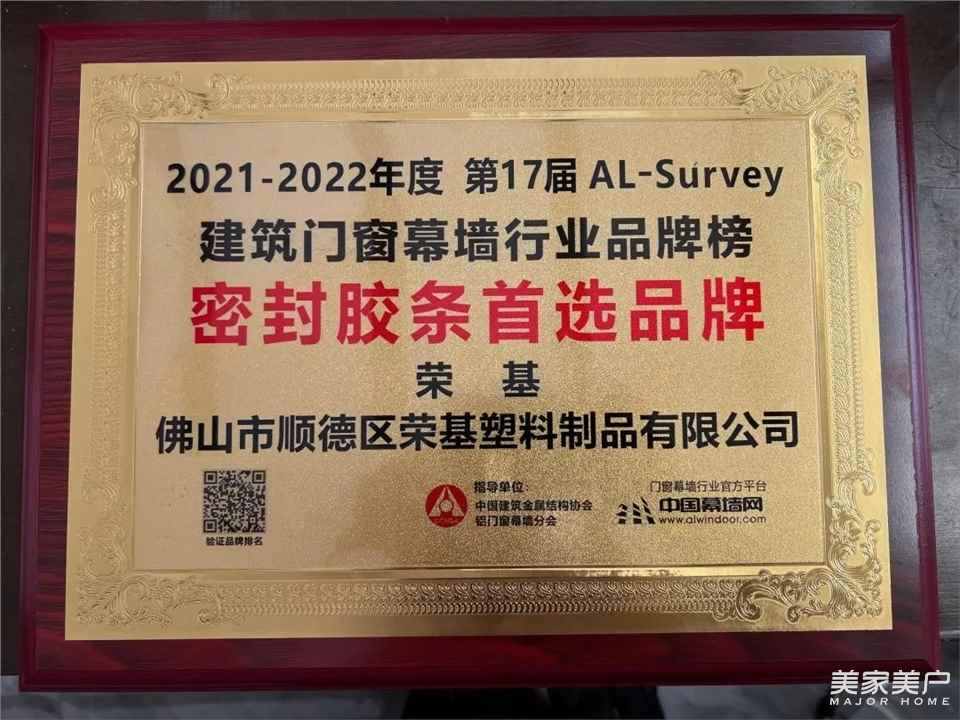 2021-2022年度 第17届 AL-Survey
建筑门窗幕墙行业品牌榜
密封胶条首选品牌
荣 基
佛山市顺德区荣基塑料制品有限公司
验证品牌排名
指导单位:
中国建筑金属结构协会
铝门窗幕墙分会
门窗幕墙行业官方平台
中国幕墙网
www.alwindoor.com
美家美户
MAJOR HOME